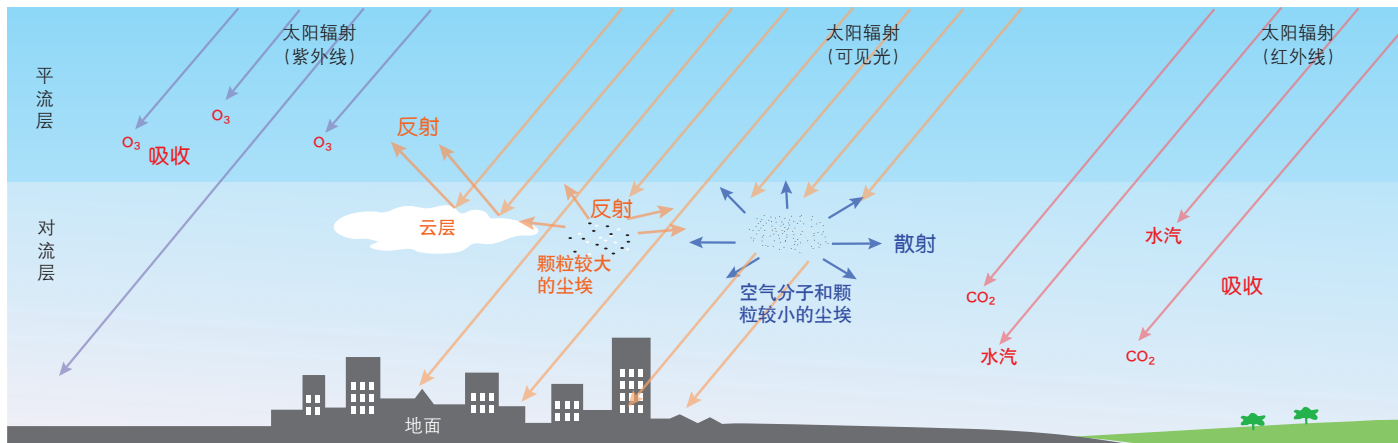 太阳辐射
(紫外线)
太阳辐射
(可见光)
太阳辐射
(红外线)
平
流
层
O₃
O₃
O₃
吸收
反射
对
流
层
云层
反射
颗粒较大
的尘埃
散射
空气分子和颗
粒较小的尘埃
水汽
CO₂
吸收
水汽
CO₂
地面